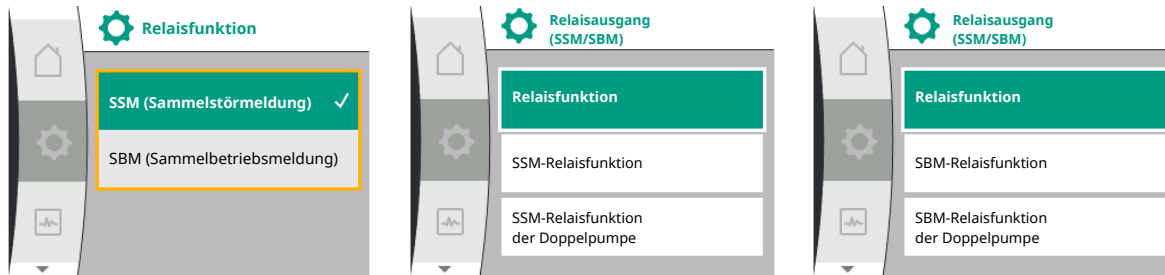 Relaisfunktion
SSM (Sammelstörmeldung)
SBM (Sammelbetriebsmeldung)
Relaisausgang
(SSM/SBM)
Relaisfunktion
SSM-Relaisfunktion
SSM-Relaisfunktion
der Doppelpumpe
Relaisausgang
(SSM/SBM)
Relaisfunktion
SBM-Relaisfunktion
SBM-Relaisfunktion
der Doppelpumpe